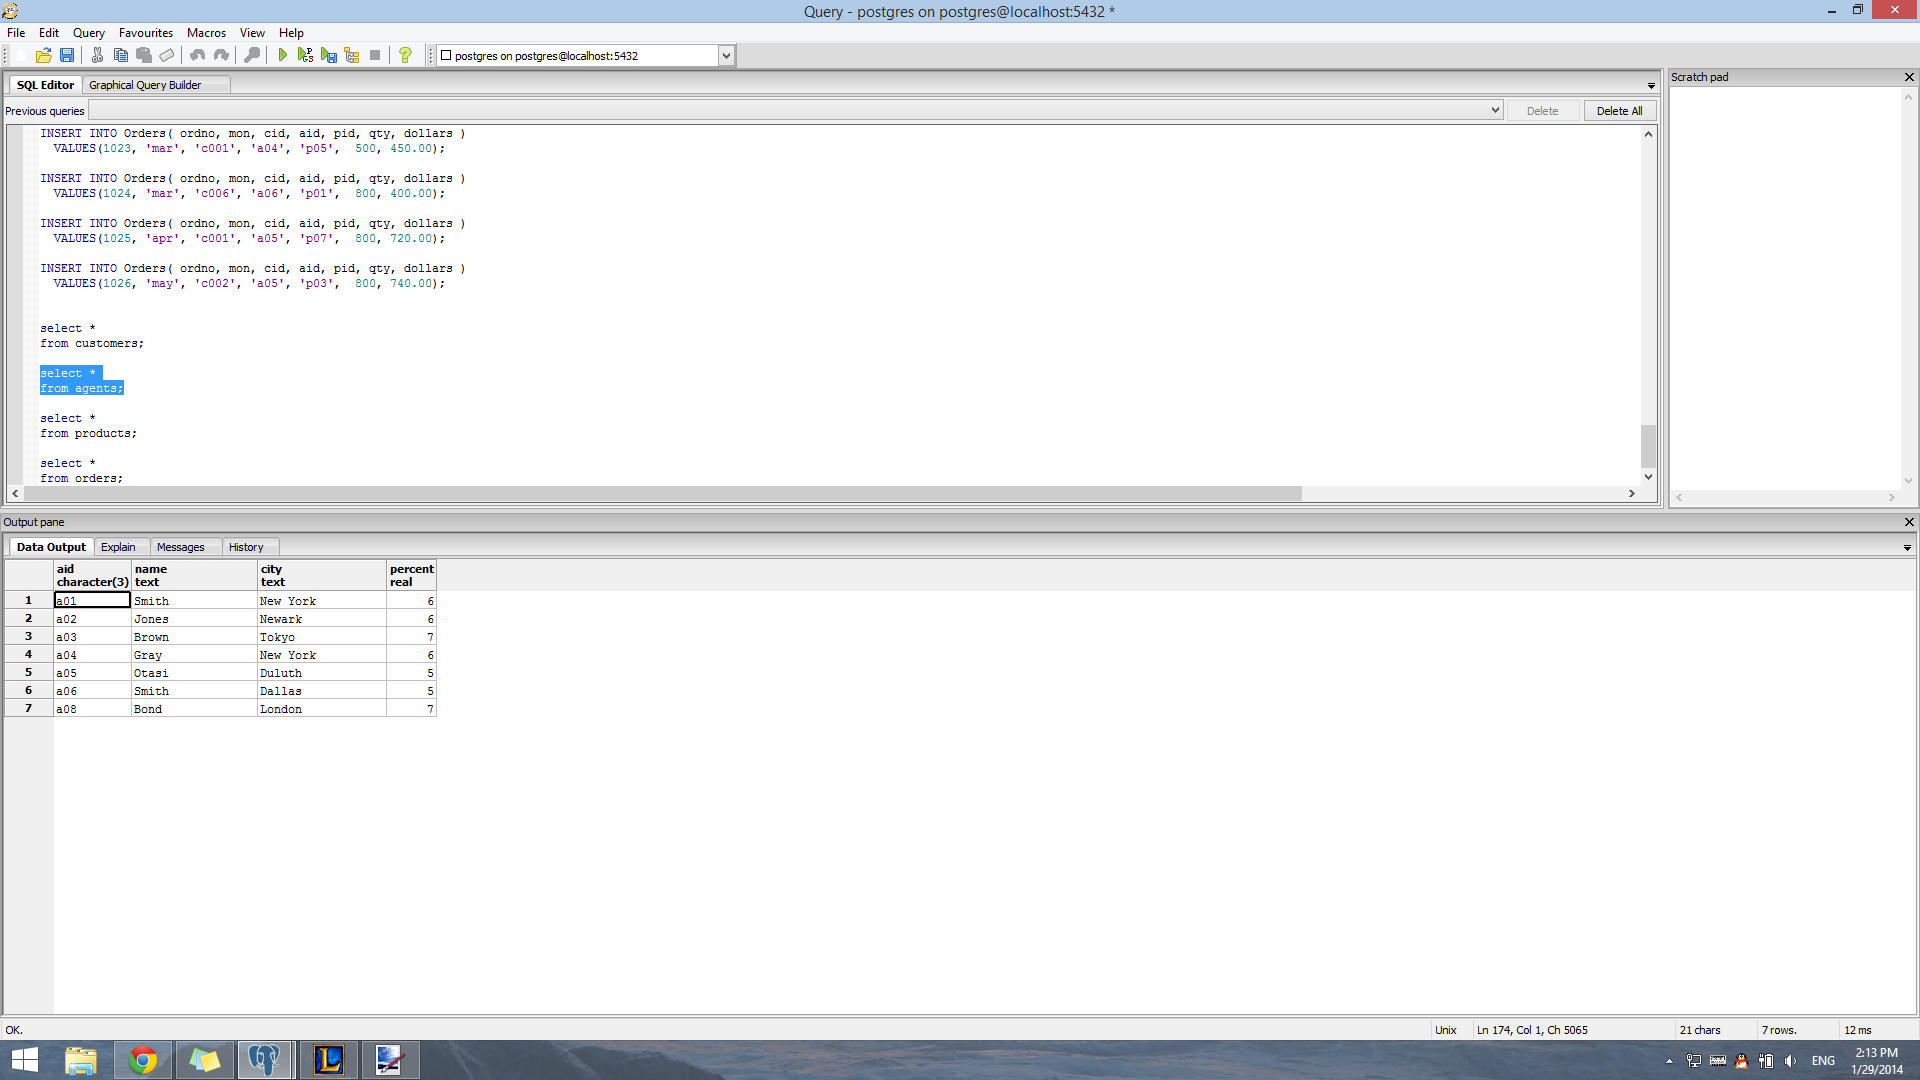 Query - postgres on postgres@localhost:5432 *
File Edit Query Favourites Macros View Help
postgres on postgres@localhost:5432
SQL Editor Graphical Query Builder
Scratch pad
Previous queries Delete Delete All
INSERT INTO Orders( ordno, mon, cid, aid, pid, qty, dollars )
VALUES(1023, 'mar', 'c001', 'a04', 'p05', 500, 450.00);
INSERT INTO Orders( ordno, mon, cid, aid, pid, qty, dollars )
VALUES(1024, 'mar', 'c006', 'a06', 'p01', 800, 400.00);
INSERT INTO Orders( ordno, mon, cid, aid, pid, qty, dollars )
VALUES(1025, 'apr', 'c001', 'a05', 'p07', 800, 720.00);
INSERT INTO Orders( ordno, mon, cid, aid, pid, qty, dollars )
VALUES(1026, 'may', 'c002', 'a05', 'p03', 800, 740.00);
select *
from customers;
select *
from agents;
select *
from products;
select *
from orders;
Output pane
Data Output Explain Messages History
aid name city percent
character(3) text text real
1 a01 Smith New York 6
2 a02 Jones Newark 6
3 a03 Brown Tokyo 7
4 a04 Gray New York 6
5 a05 Otasi Duluth 5
6 a06 Smith Dallas 5
7 a08 Bond London 7
OK. Unix Ln 174, Col 1, Ch 5065 21 chars 7 rows. 12 ms
ENG 2:13 PM
1/29/2014